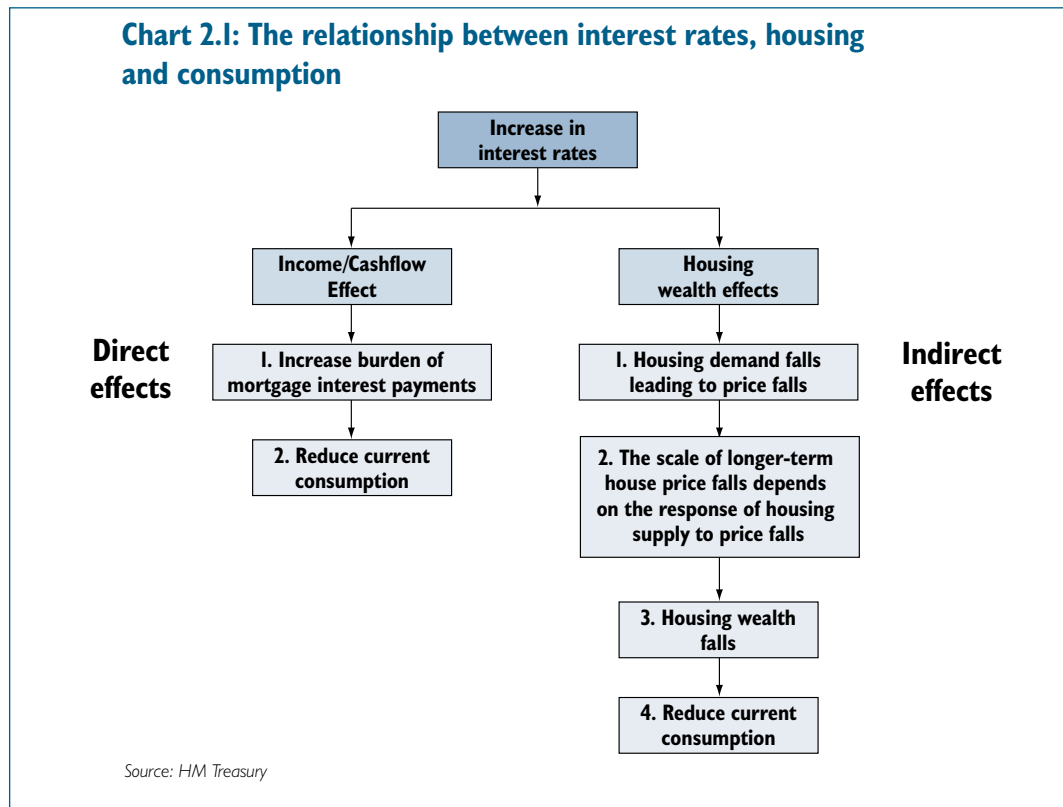 Chart 2.1: The relationship between interest rates, housing
and consumption
Increase in
interest rates
Income/Cashflow
Effect
Housing
wealth effects
Direct
effects
1. Increase burden of
mortgage interest payments
1. Housing demand falls
leading to price falls
Indirect
effects
2. Reduce current
consumption
2. The scale of longer-term
house price falls depends
on the response of housing
supply to price falls
3. Housing wealth
falls
4. Reduce current
consumption
Source: HM Treasury